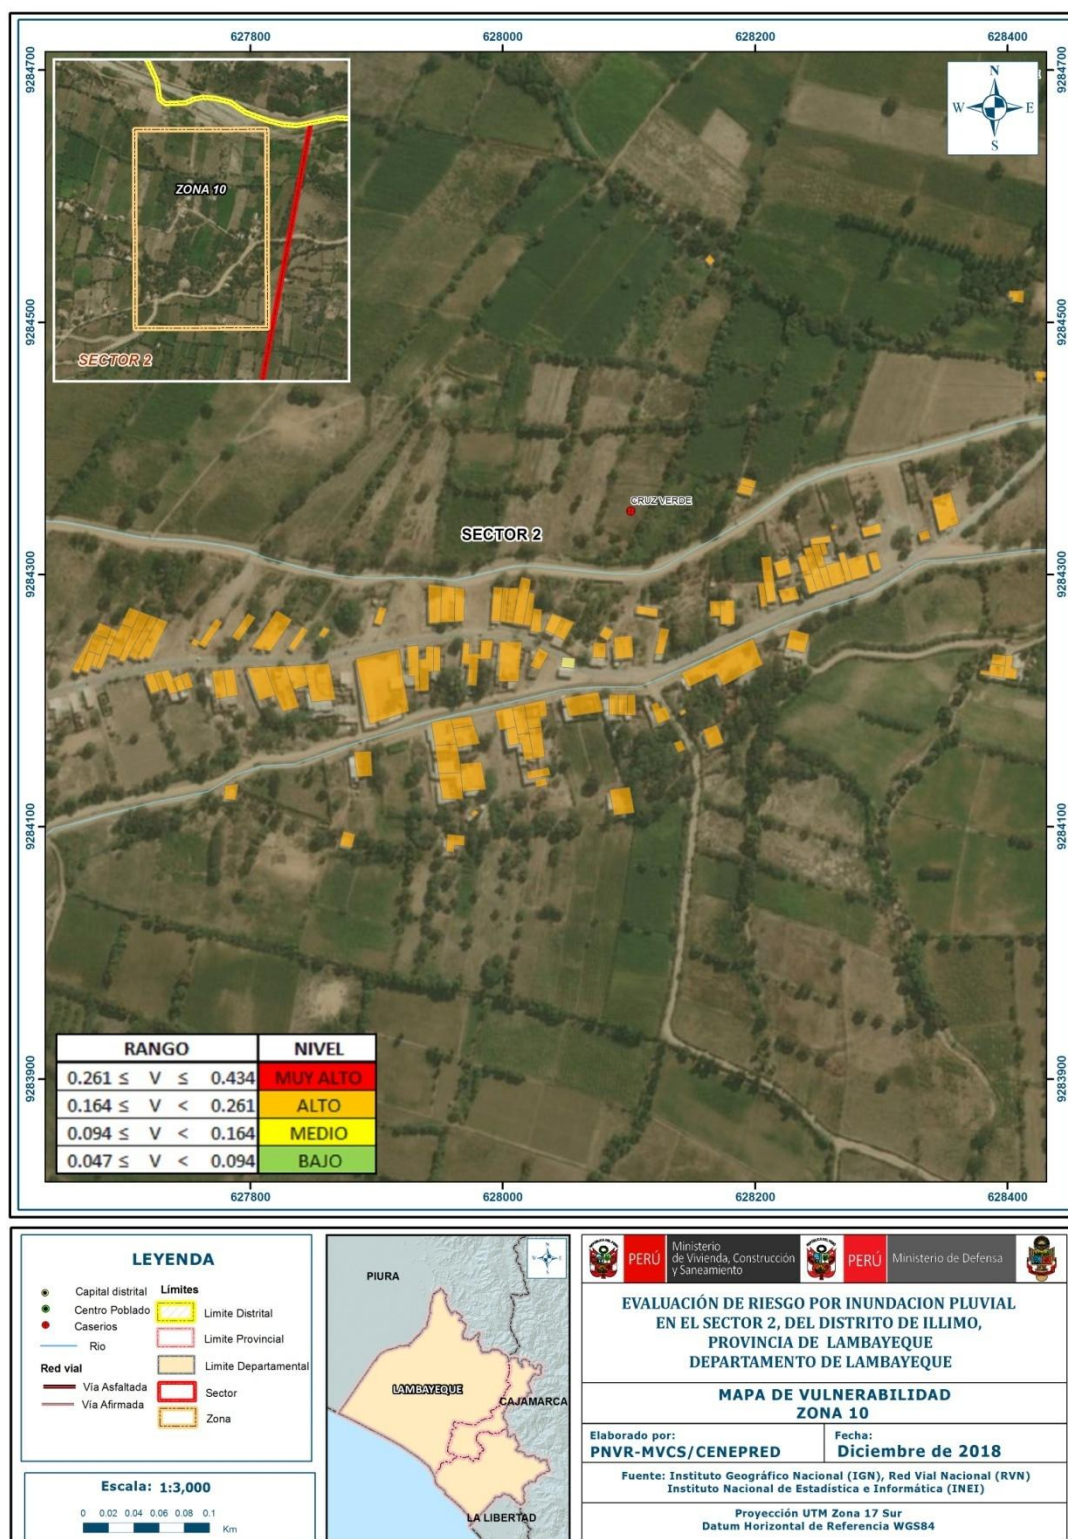 627800 628000 628200 628400
9284700
9284700
N
W E
S
ZONA 10
SECTOR 2
9284500
9284500
CRUZ VERDE
SECTOR 2
9284300
9284300
9284100
9284100
9283900
9283900
RANGO NIVEL
0.261 ≤ V ≤ 0.434 MUY ALTO
0.164 ≤ V < 0.261 ALTO
0.094 ≤ V < 0.164 MEDIO
0.047 ≤ V < 0.094 BAJO
627800 628000 628200 628400
LEYENDA
Capital distrital
Centro Poblado
Caserios
Rio
Red vial
Vía Asfaltada
Vía Afirmada
Límites
Limite Distrital
Limite Provincial
Limite Departamental
Sector
Zona
Escala: 1:3,000
0 0.02 0.04 0.06 0.08 0.1
Km
PIURA
LAMBAYEQUE
CAJAMARCA
LA LIBERTAD
PERÚ
Ministerio
de Vivienda, Construcción
y Saneamiento
PERÚ
Ministerio de Defensa
EVALUACIÓN DE RIESGO POR INUNDACION PLUVIAL
EN EL SECTOR 2, DEL DISTRITO DE ILLIMO,
PROVINCIA DE LAMBAYEQUE
DEPARTAMENTO DE LAMBAYEQUE
MAPA DE VULNERABILIDAD
ZONA 10
Elaborado por:
PNVR-MVCS/CENEPRED
Fecha:
Diciembre de 2018
Fuente: Instituto Geográfico Nacional (IGN), Red Vial Nacional (RVN)
Instituto Nacional de Estadística e Informática (INEI)
Proyección UTM Zona 17 Sur
Datum Horizontal de Referencia WGS84